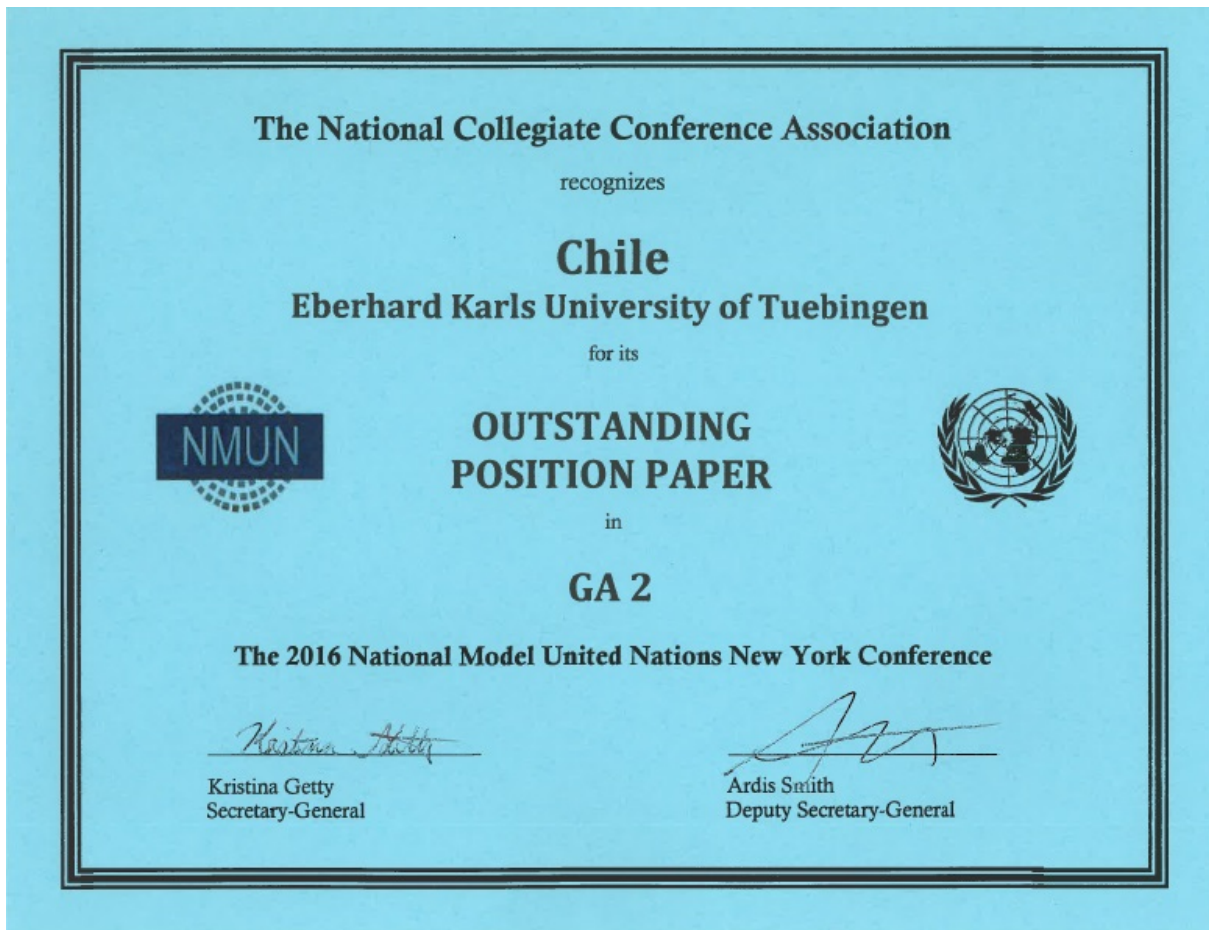 The National Collegiate Conference Association
recognizes
Chile
Eberhard Karls University of Tuebingen
for its
NMUN
OUTSTANDING
POSITION PAPER
in
GA 2
The 2016 National Model United Nations New York Conference
Kristina Getty
Kristina Getty
Secretary-General
Ardis Smith
Deputy Secretary-General